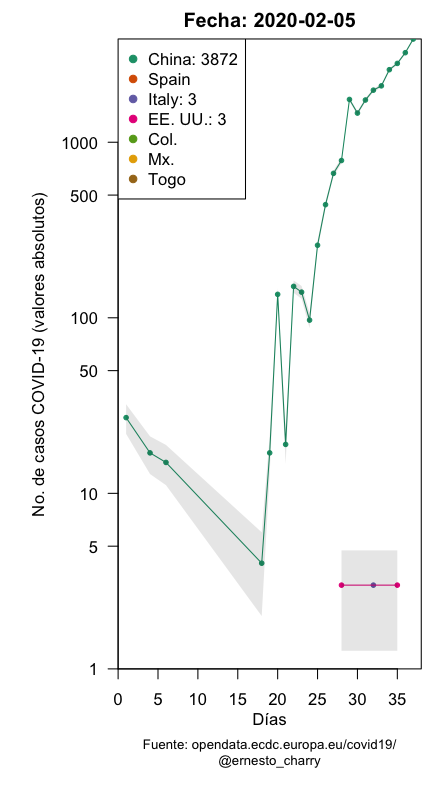 Fecha: 2020-02-05
China: 3872
Spain
Italy: 3
EE. UU.: 3
Col.
Mx.
Togo
No. de casos COVID-19 (valores absolutos)
1000
500
100
50
10
5
1
0 5 10 15 20 25 30 35
Días
Fuente: opendata.ecdc.europa.eu/covid19/
@ernesto_charry